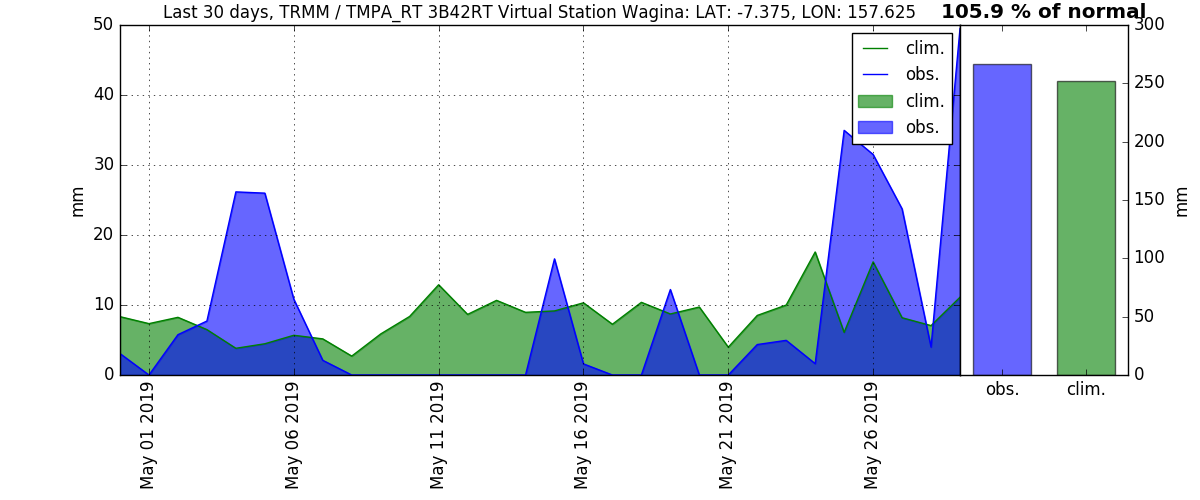 Last 30 days, TRMM / TMPA_RT 3B42RT Virtual Station Wagina: LAT: -7.375, LON: 157.625
105.9 % of normal
50
40
30
20
10
0
mm
clim.
obs.
clim.
obs.
300
250
200
150
100
50
0
mm
obs.
clim.
May 01 2019
May 06 2019
May 11 2019
May 16 2019
May 21 2019
May 26 2019